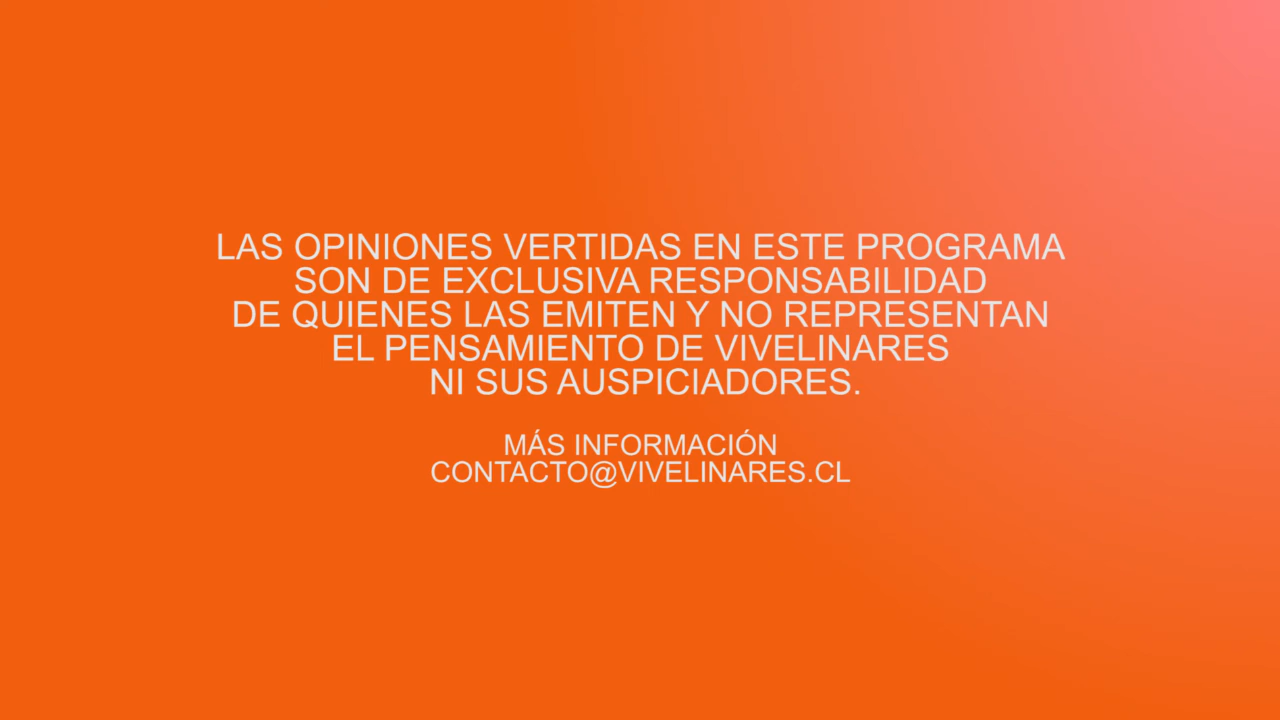 LAS OPINIONES VERTIDAS EN ESTE PROGRAMA
SON DE EXCLUSIVA RESPONSABILIDAD
DE QUIENES LAS EMITEN Y NO REPRESENTAN
EL PENSAMIENTO DE VIVELINARES
NI SUS AUSPICIADORES.
MÁS INFORMACIÓN
CONTACTO@VIVELINARES.CL